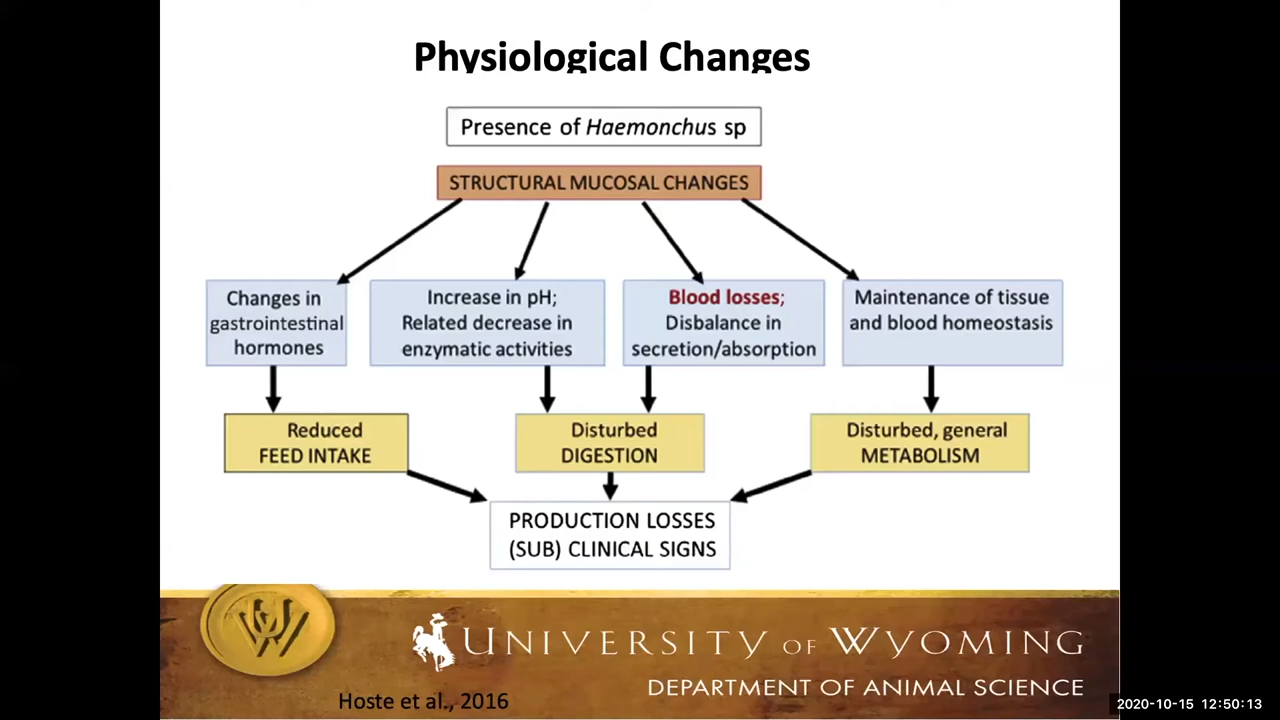 Physiological Changes
Presence of Haemonchus sp
STRUCTURAL MUCOSAL CHANGES
Changes in
gastrointestinal
hormones
Increase in pH;
Related decrease in
enzymatic activities
Blood losses;
Disbalance in
secretion/absorption
Maintenance of tissue
and blood homeostasis
Reduced
FEED INTAKE
Disturbed
DIGESTION
Disturbed, general
METABOLISM
PRODUCTION LOSSES
(SUB) CLINICAL SIGNS
UW
UNIVERSITY OF WYOMING
DEPARTMENT OF ANIMAL SCIENCE
Hoste et al., 2016
2020-10-15 12:50:13